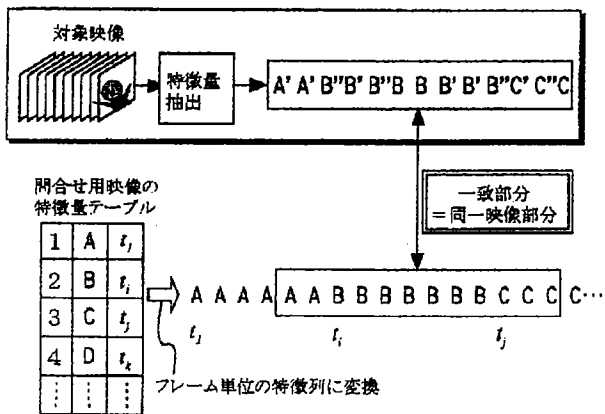 対象映像
特徴量
抽出
A' A' B''B' B''B B B' B' B''C' C''C
一致部分
＝同一映像部分
問合せ用映像の
特徴量テーブル
1 A t₁
2 B tᵢ
3 C tⱼ
4 D tₖ
⋮ ⋮ ⋮
A A A A A A B B B B B B B C C C C…
t₁ tᵢ tⱼ
フレーム単位の特徴列に変換